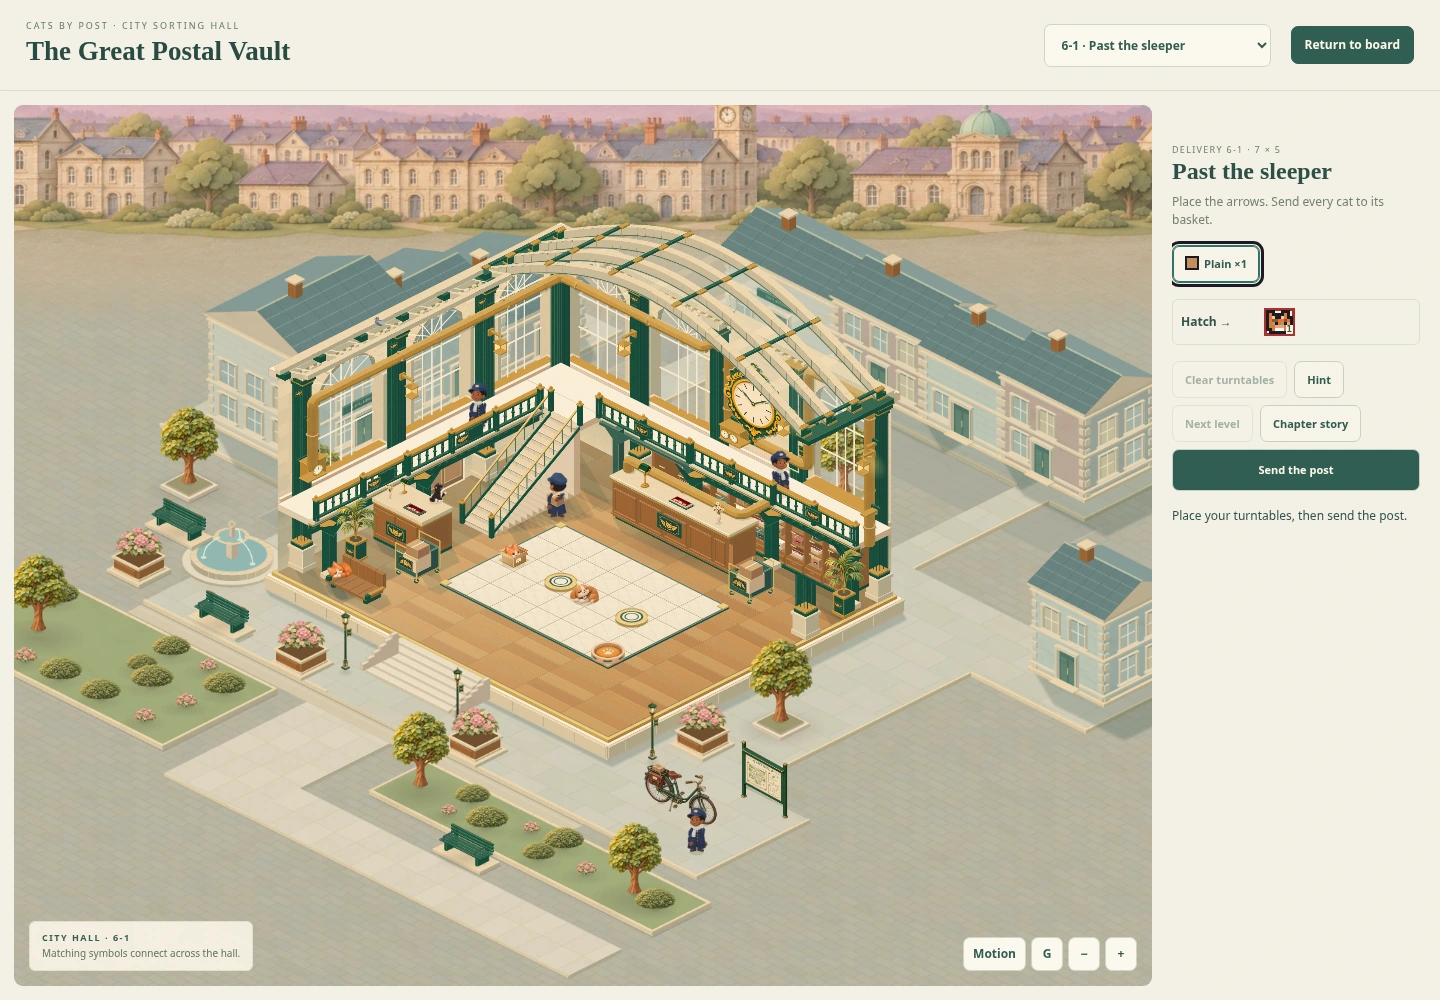 CATS BY POST · CITY SORTING HALL
The Great Postal Vault
6-1 · Past the sleeper
Return to board
DELIVERY 6-1 · 7 × 5
Past the sleeper
Place the arrows. Send every cat to its
basket.
Plain ×1
Hatch →
1
Clear turntables
Hint
Next level
Chapter story
Send the post
Place your turntables, then send the post.
CITY HALL · 6-1
Matching symbols connect across the hall.
Motion
G
−
+